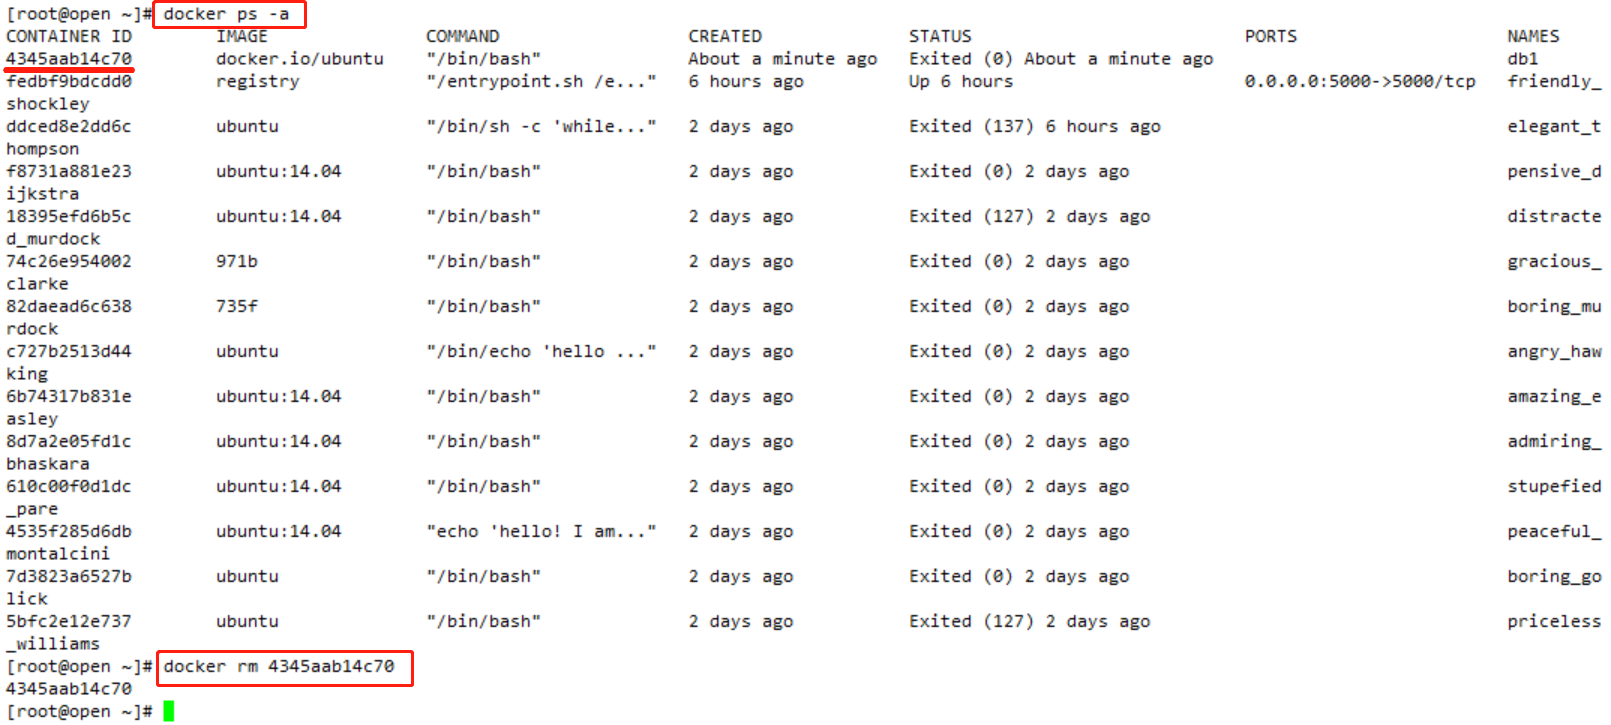 [root@open ~]# docker ps -a
CONTAINER ID        IMAGE               COMMAND                  CREATED              STATUS                          PORTS                    NAMES
4345aab14c70        docker.io/ubuntu    "/bin/bash"              About a minute ago   Exited (0) About a minute ago                            db1
fedbf9bdcdd0        registry            "/entrypoint.sh /e..."   6 hours ago          Up 6 hours                      0.0.0.0:5000->5000/tcp   friendly_
shockley
ddced8e2dd6c        ubuntu              "/bin/sh -c 'while..."   2 days ago           Exited (137) 6 hours ago                                 elegant_t
hompson
f8731a881e23        ubuntu:14.04        "/bin/bash"              2 days ago           Exited (0) 2 days ago                                    pensive_d
ijkstra
18395efd6b5c        ubuntu:14.04        "/bin/bash"              2 days ago           Exited (127) 2 days ago                                  distracte
d_murdock
74c26e954002        971b                "/bin/bash"              2 days ago           Exited (0) 2 days ago                                    gracious_
clarke
82daead6c638        735f                "/bin/bash"              2 days ago           Exited (0) 2 days ago                                    boring_mu
rdock
c727b2513d44        ubuntu              "/bin/echo 'hello ..."   2 days ago           Exited (0) 2 days ago                                    angry_haw
king
6b74317b831e        ubuntu:14.04        "/bin/bash"              2 days ago           Exited (0) 2 days ago                                    amazing_e
asley
8d7a2e05fd1c        ubuntu:14.04        "/bin/bash"              2 days ago           Exited (0) 2 days ago                                    admiring_
bhaskara
610c00f0d1dc        ubuntu:14.04        "/bin/bash"              2 days ago           Exited (0) 2 days ago                                    stupefied
_pare
4535f285d6db        ubuntu:14.04        "echo 'hello! I am..."   2 days ago           Exited (0) 2 days ago                                    peaceful_
montalcini
7d3823a6527b        ubuntu              "/bin/bash"              2 days ago           Exited (0) 2 days ago                                    boring_go
lick
5bfc2e12e737        ubuntu              "/bin/bash"              2 days ago           Exited (127) 2 days ago                                  priceless
_williams
[root@open ~]# docker rm 4345aab14c70
4345aab14c70
[root@open ~]#